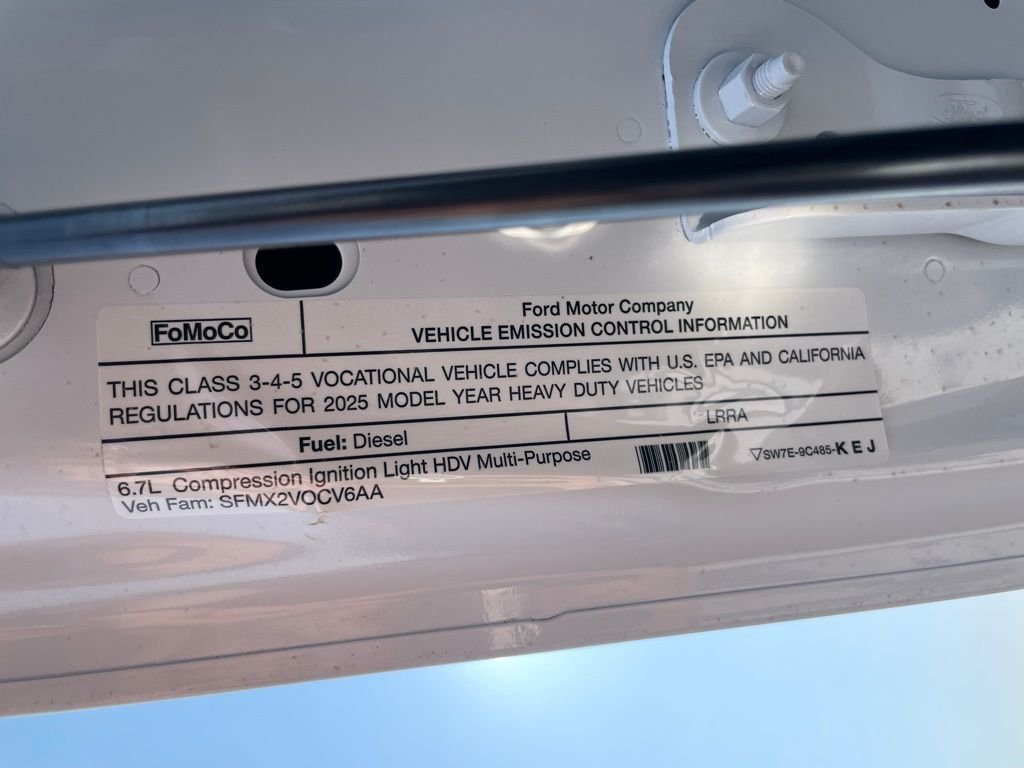 Ford
FoMoCo
Ford Motor Company
VEHICLE EMISSION CONTROL INFORMATION
THIS CLASS 3-4-5 VOCATIONAL VEHICLE COMPLIES WITH U.S. EPA AND CALIFORNIA
REGULATIONS FOR 2025 MODEL YEAR HEAVY DUTY VEHICLES
Fuel: Diesel
LRRA
6.7L Compression Ignition Light HDV Multi-Purpose
Veh Fam: SFMX2VOCV6AA
▽SW7E-9C485-K E J